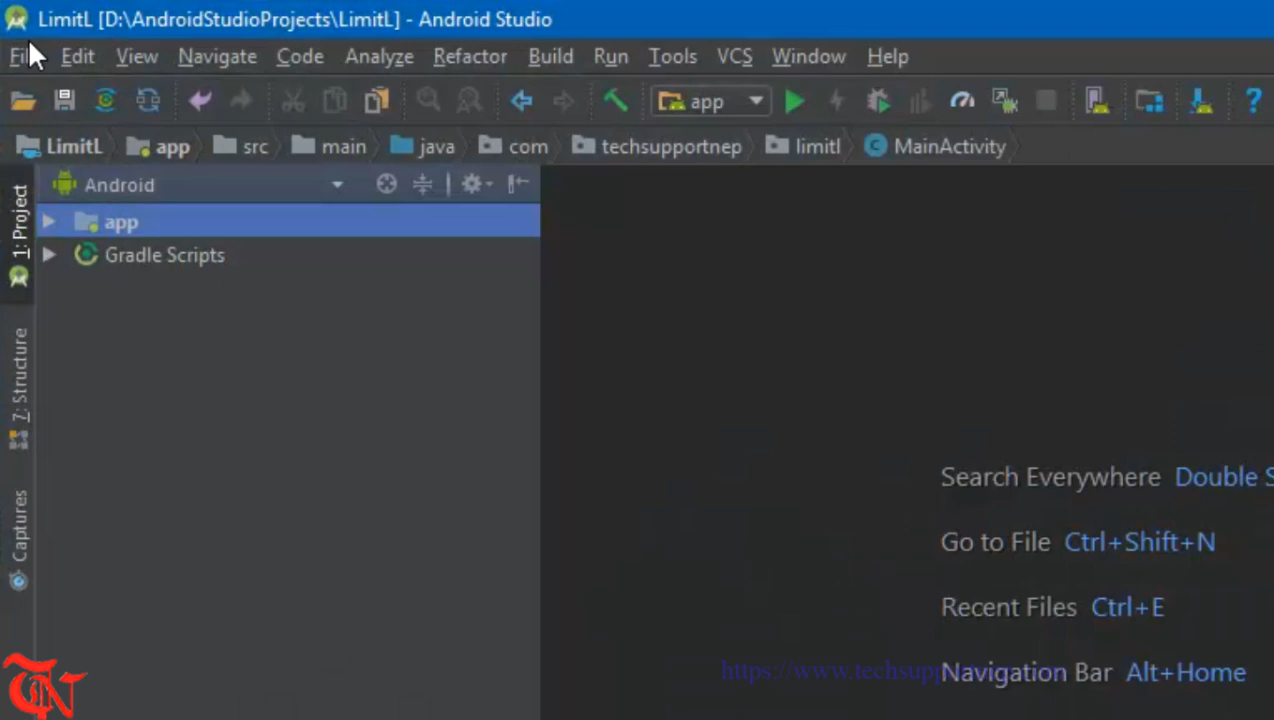 LimitL [D:\AndroidStudioProjects\LimitL] - Android Studio
Edit View Navigate Code Analyze Refactor Build Run Tools VCS Window Help
app
LimitL app src main java com techsupportnep limitl MainActivity
Android
app
Gradle Scripts
1: Project
7: Structure
Captures
Search Everywhere Double
Go to File Ctrl+Shift+N
Recent Files Ctrl+E
Navigation Bar Alt+Home